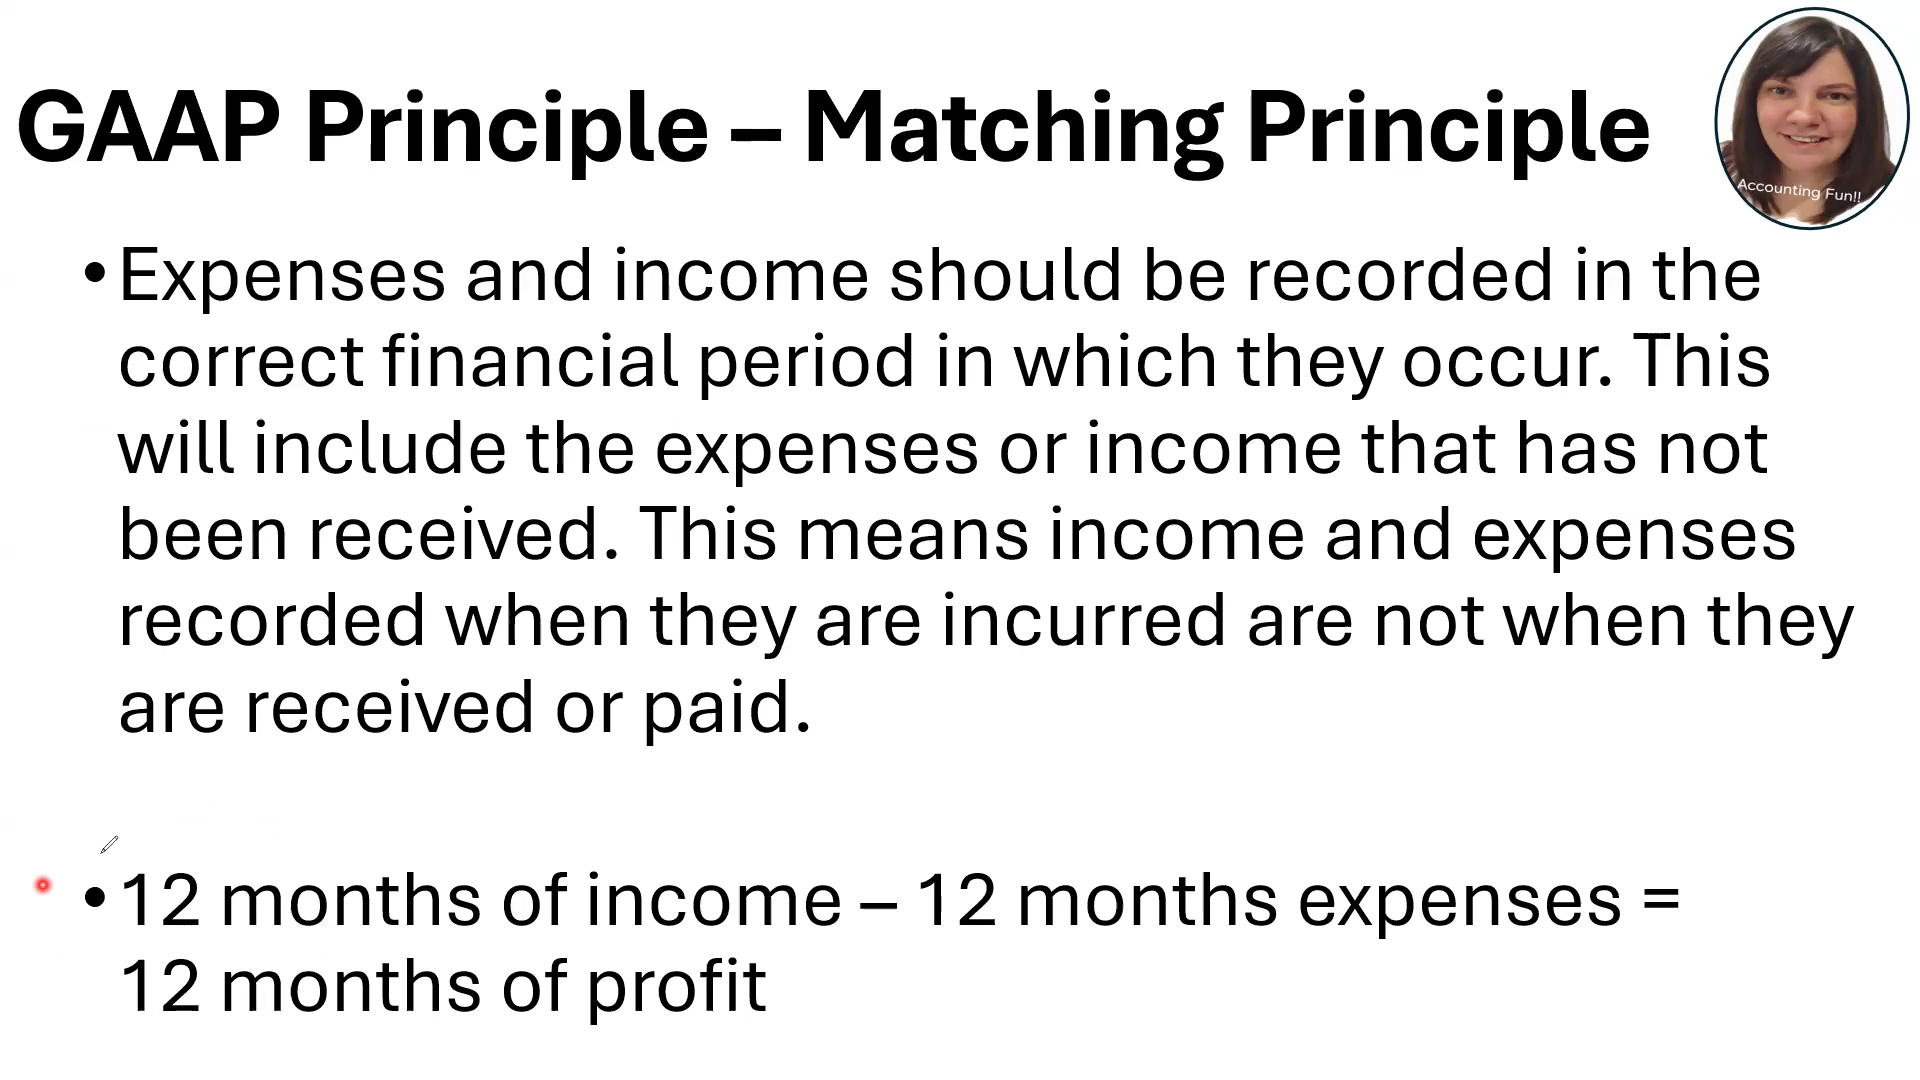 GAAP Principle – Matching Principle
Accounting Fun!!
• Expenses and income should be recorded in the
correct financial period in which they occur. This
will include the expenses or income that has not
been received. This means income and expenses
recorded when they are incurred are not when they
are received or paid.
• 12 months of income – 12 months expenses =
12 months of profit